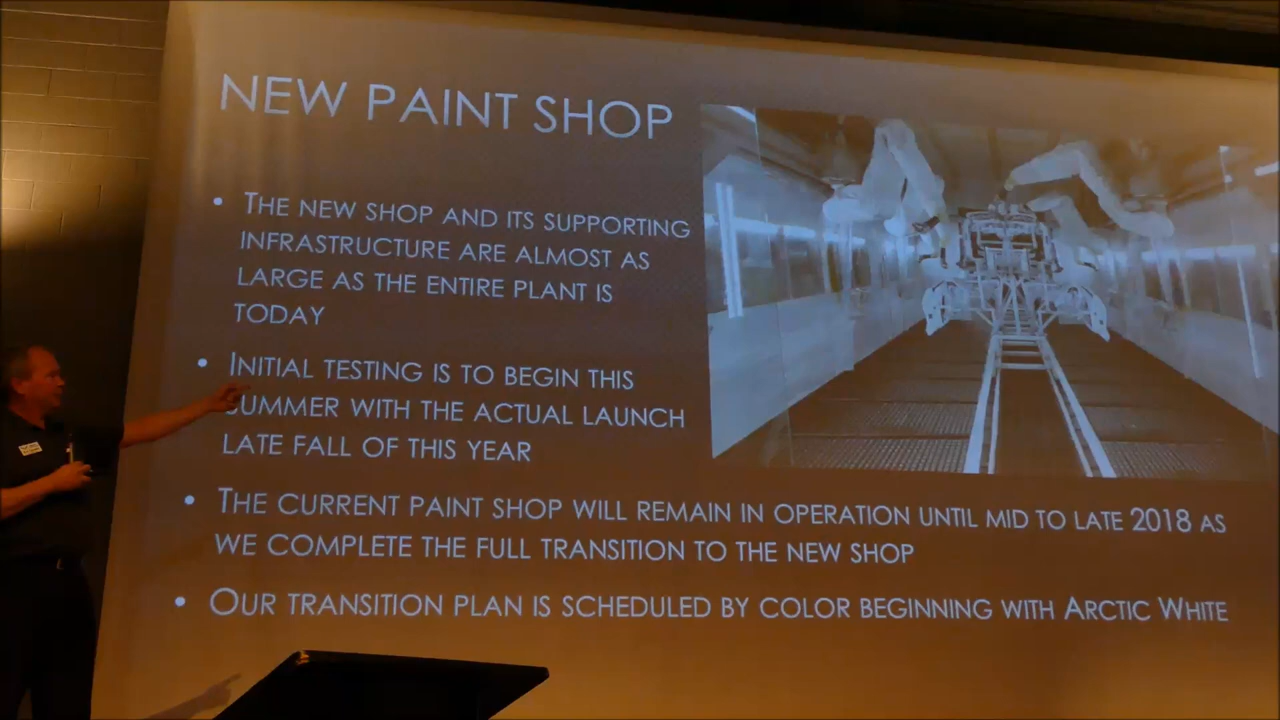 NEW PAINT SHOP
• THE NEW SHOP AND ITS SUPPORTING
INFRASTRUCTURE ARE ALMOST AS
LARGE AS THE ENTIRE PLANT IS
TODAY
• INITIAL TESTING IS TO BEGIN THIS
SUMMER WITH THE ACTUAL LAUNCH
LATE FALL OF THIS YEAR
• THE CURRENT PAINT SHOP WILL REMAIN IN OPERATION UNTIL MID TO LATE 2018 AS
WE COMPLETE THE FULL TRANSITION TO THE NEW SHOP
• OUR TRANSITION PLAN IS SCHEDULED BY COLOR BEGINNING WITH ARCTIC WHITE